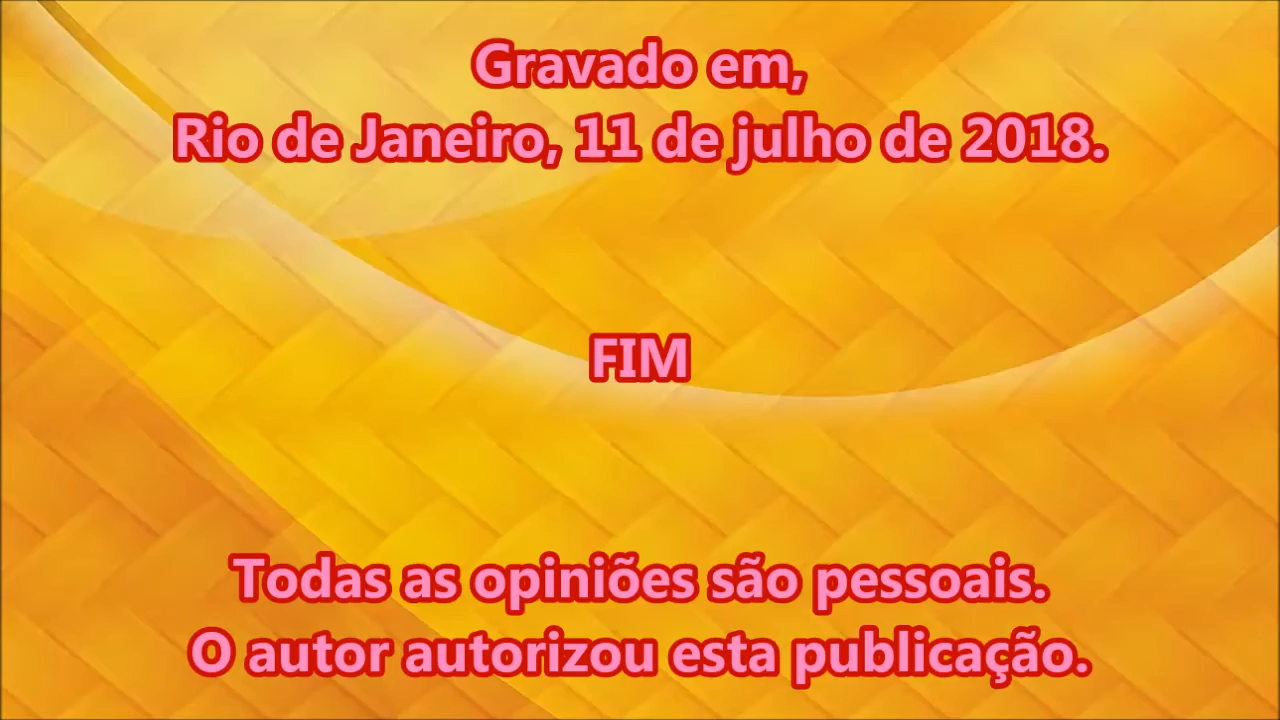 Gravado em,
Rio de Janeiro, 11 de julho de 2018.
FIM
Todas as opiniões são pessoais.
O autor autorizou esta publicação.